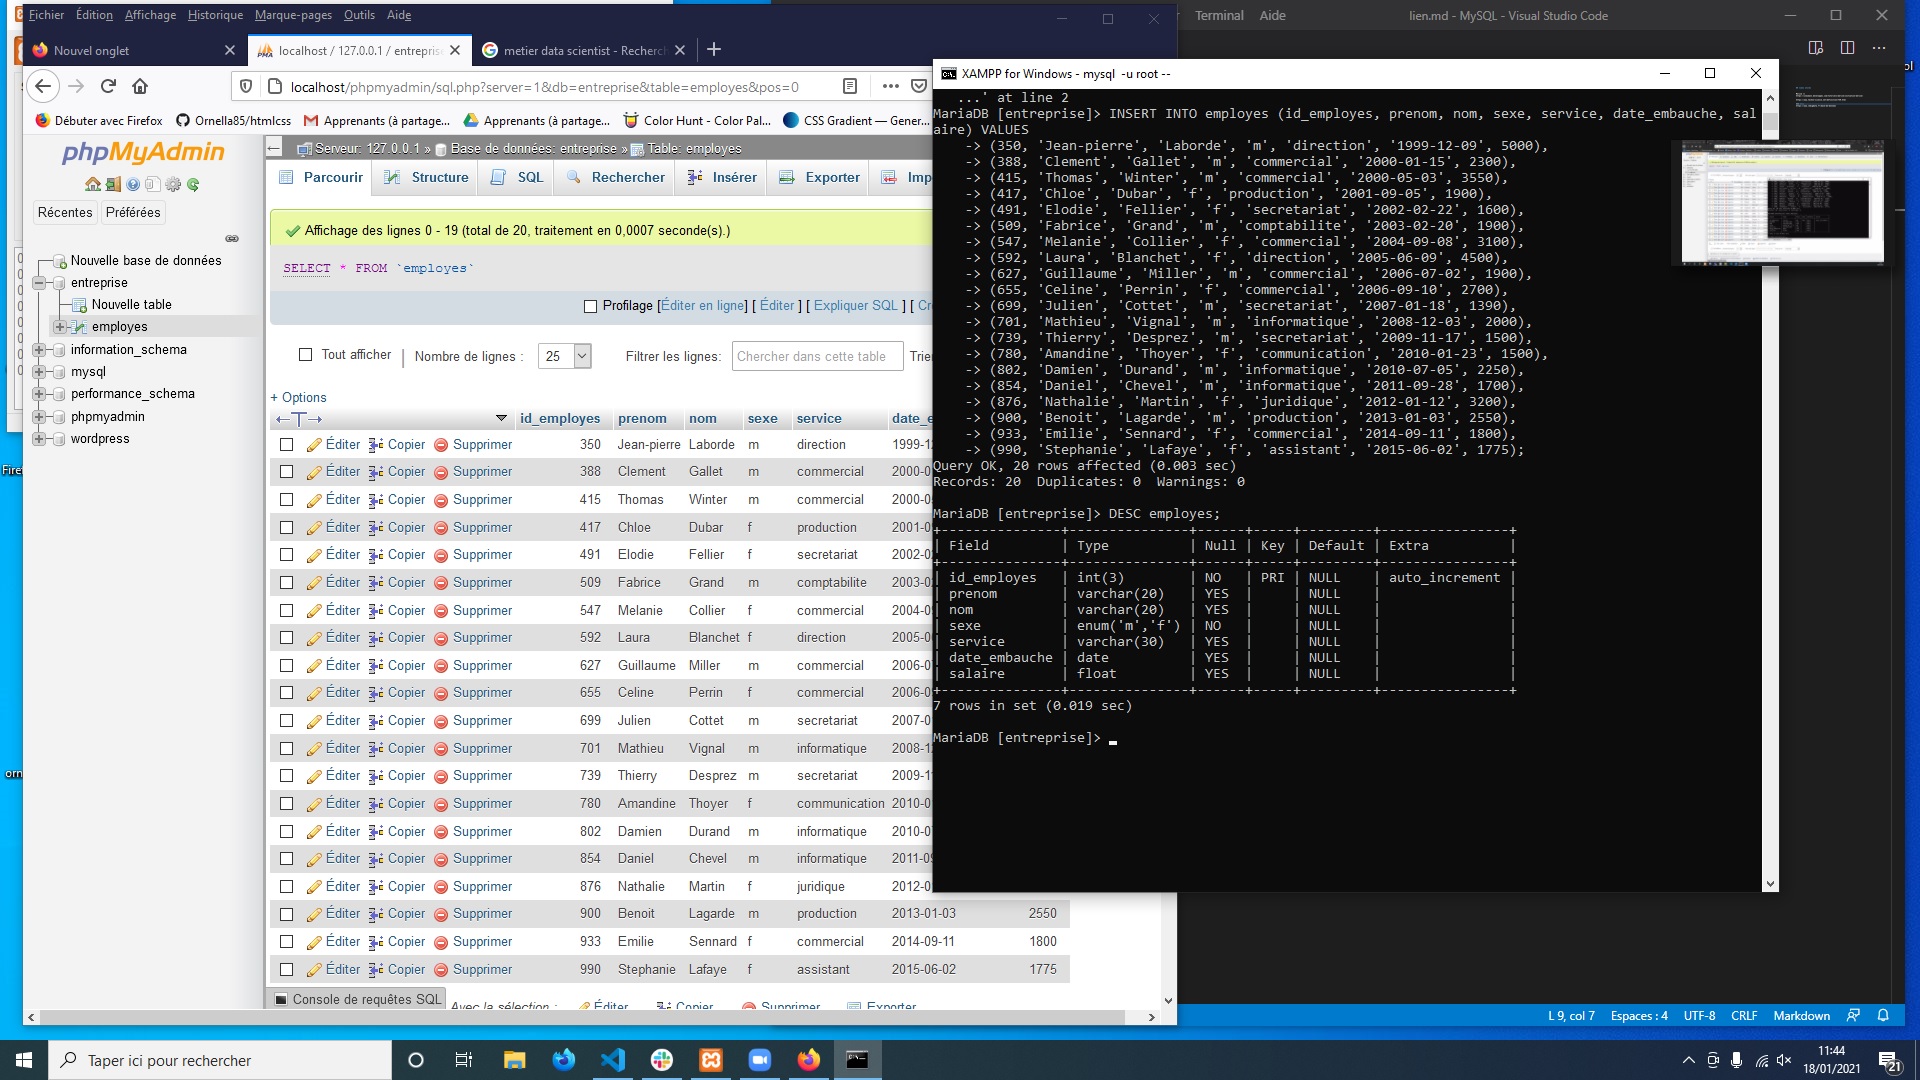 Fichier Édition Affichage Historique Marque-pages Outils Aide
Nouvel onglet
localhost / 127.0.0.1 / entreprise
metier data scientist - Recherch
localhost/phpmyadmin/sql.php?server=1&db=entreprise&table=employes&pos=0
Débuter avec Firefox Ornella85/htmlcss Apprenants (à partage... Apprenants (à partage... Color Hunt - Color Pal... CSS Gradient — Gener...
phpMyAdmin
Récentes Préférées
Nouvelle base de données
entreprise
Nouvelle table
employes
information_schema
mysql
performance_schema
phpmyadmin
wordpress
Serveur: 127.0.0.1 » Base de données: entreprise » Table: employes
Parcourir Structure SQL Rechercher Insérer Exporter Imp
Affichage des lignes 0 - 19 (total de 20, traitement en 0,0007 seconde(s).)
SELECT * FROM `employes`
Profilage [Éditer en ligne] [ Éditer ] [ Expliquer SQL ] [ Cr
Tout afficher | Nombre de lignes : 25 Filtrer les lignes: Chercher dans cette table Trier
+ Options
id_employes prenom nom sexe service date_e
Éditer Copier Supprimer 350 Jean-pierre Laborde m direction 1999-12
Éditer Copier Supprimer 388 Clement Gallet m commercial 2000-0
Éditer Copier Supprimer 415 Thomas Winter m commercial 2000-0
Éditer Copier Supprimer 417 Chloe Dubar f production 2001-0
Éditer Copier Supprimer 491 Elodie Fellier f secretariat 2002-0
Éditer Copier Supprimer 509 Fabrice Grand m comptabilite 2003-0
Éditer Copier Supprimer 547 Melanie Collier f commercial 2004-0
Éditer Copier Supprimer 592 Laura Blanchet f direction 2005-0
Éditer Copier Supprimer 627 Guillaume Miller m commercial 2006-0
Éditer Copier Supprimer 655 Celine Perrin f commercial 2006-0
Éditer Copier Supprimer 699 Julien Cottet m secretariat 2007-0
Éditer Copier Supprimer 701 Mathieu Vignal m informatique 2008-12
Éditer Copier Supprimer 739 Thierry Desprez m secretariat 2009-1
Éditer Copier Supprimer 780 Amandine Thoyer f communication 2010-0
Éditer Copier Supprimer 802 Damien Durand m informatique 2010-0
Éditer Copier Supprimer 854 Daniel Chevel m informatique 2011-09
Éditer Copier Supprimer 876 Nathalie Martin f juridique 2012-0
Éditer Copier Supprimer 900 Benoit Lagarde m production 2013-01-03 2550
Éditer Copier Supprimer 933 Emilie Sennard f commercial 2014-09-11 1800
Éditer Copier Supprimer 990 Stephanie Lafaye f assistant 2015-06-02 1775
Console de requêtes SQL Avec la sélection : Éditer Copier Supprimer Exporter
Terminal Aide lien.md - MySQL - Visual Studio Code
XAMPP for Windows - mysql -u root --
...' at line 2
MariaDB [entreprise]> INSERT INTO employes (id_employes, prenom, nom, sexe, service, date_embauche, sal
aire) VALUES
-> (350, 'Jean-pierre', 'Laborde', 'm', 'direction', '1999-12-09', 5000),
-> (388, 'Clement', 'Gallet', 'm', 'commercial', '2000-01-15', 2300),
-> (415, 'Thomas', 'Winter', 'm', 'commercial', '2000-05-03', 3550),
-> (417, 'Chloe', 'Dubar', 'f', 'production', '2001-09-05', 1900),
-> (491, 'Elodie', 'Fellier', 'f', 'secretariat', '2002-02-22', 1600),
-> (509, 'Fabrice', 'Grand', 'm', 'comptabilite', '2003-02-20', 1900),
-> (547, 'Melanie', 'Collier', 'f', 'commercial', '2004-09-08', 3100),
-> (592, 'Laura', 'Blanchet', 'f', 'direction', '2005-06-09', 4500),
-> (627, 'Guillaume', 'Miller', 'm', 'commercial', '2006-07-02', 1900),
-> (655, 'Celine', 'Perrin', 'f', 'commercial', '2006-09-10', 2700),
-> (699, 'Julien', 'Cottet', 'm', 'secretariat', '2007-01-18', 1390),
-> (701, 'Mathieu', 'Vignal', 'm', 'informatique', '2008-12-03', 2000),
-> (739, 'Thierry', 'Desprez', 'm', 'secretariat', '2009-11-17', 1500),
-> (780, 'Amandine', 'Thoyer', 'f', 'communication', '2010-01-23', 1500),
-> (802, 'Damien', 'Durand', 'm', 'informatique', '2010-07-05', 2250),
-> (854, 'Daniel', 'Chevel', 'm', 'informatique', '2011-09-28', 1700),
-> (876, 'Nathalie', 'Martin', 'f', 'juridique', '2012-01-12', 3200),
-> (900, 'Benoit', 'Lagarde', 'm', 'production', '2013-01-03', 2550),
-> (933, 'Emilie', 'Sennard', 'f', 'commercial', '2014-09-11', 1800),
-> (990, 'Stephanie', 'Lafaye', 'f', 'assistant', '2015-06-02', 1775);
Query OK, 20 rows affected (0.003 sec)
Records: 20 Duplicates: 0 Warnings: 0
MariaDB [entreprise]> DESC employes;
+---------------+---------------+------+-----+---------+----------------+
| Field | Type | Null | Key | Default | Extra |
+---------------+---------------+------+-----+---------+----------------+
| id_employes | int(3) | NO | PRI | NULL | auto_increment |
| prenom | varchar(20) | YES | | NULL | |
| nom | varchar(20) | YES | | NULL | |
| sexe | enum('m','f') | NO | | NULL | |
| service | varchar(30) | YES | | NULL | |
| date_embauche | date | YES | | NULL | |
| salaire | float | YES | | NULL | |
+---------------+---------------+------+-----+---------+----------------+
7 rows in set (0.019 sec)
MariaDB [entreprise]>
L 9, col 7 Espaces : 4 UTF-8 CRLF Markdown
Taper ici pour rechercher
11:44
18/01/2021
21